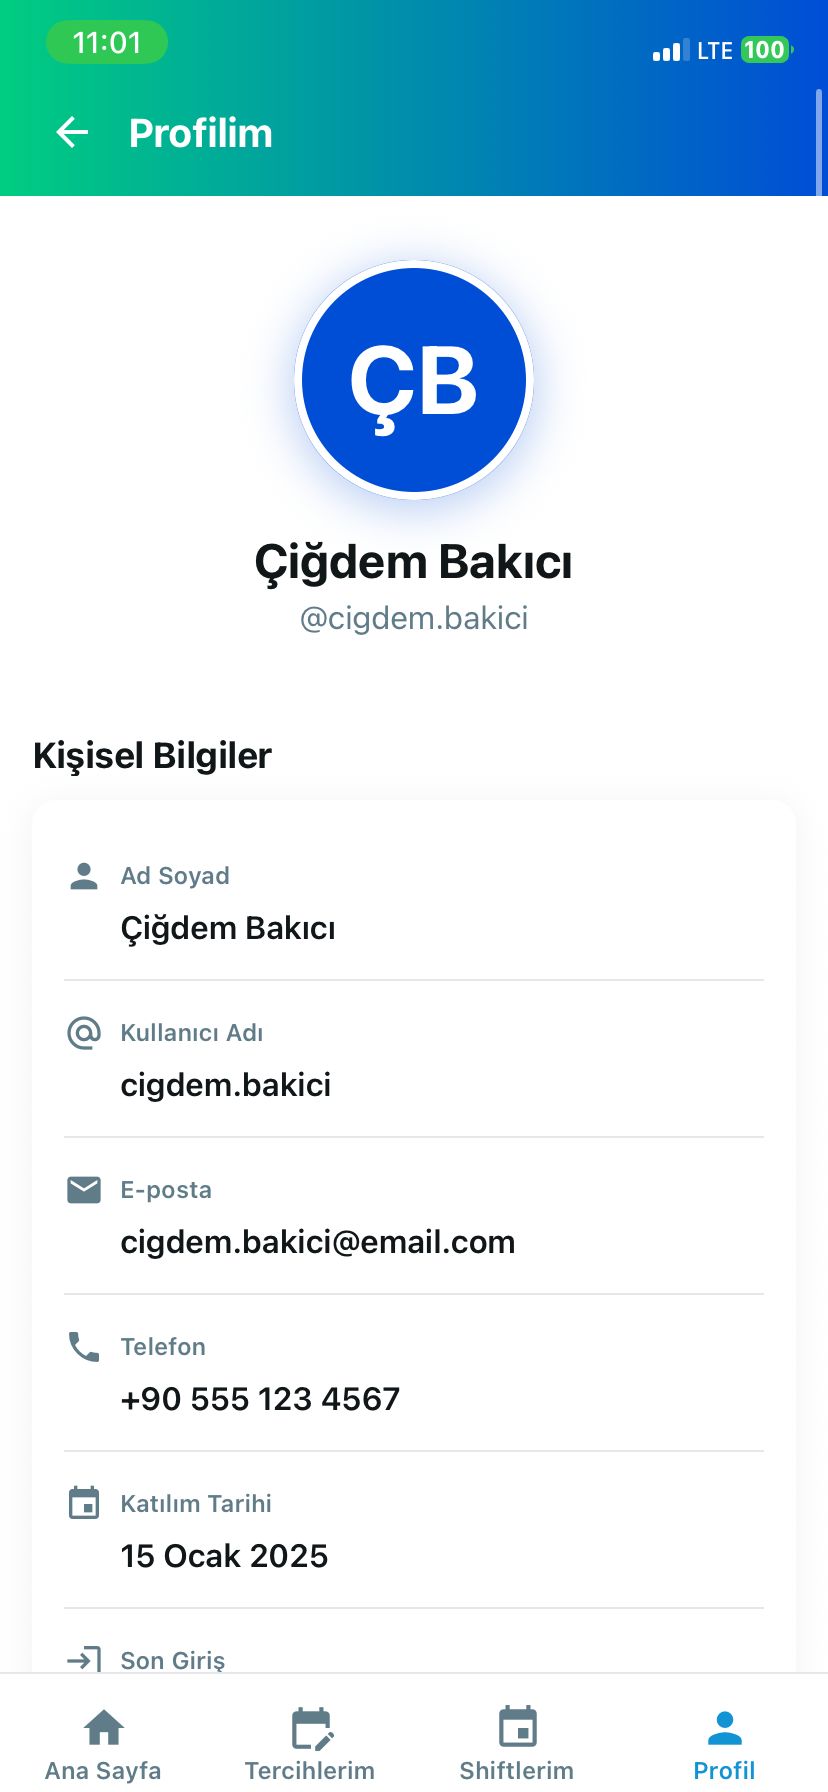 11:01
LTE 100
Profilim
ÇB
Çiğdem Bakıcı
@cigdem.bakici
Kişisel Bilgiler
Ad Soyad
Çiğdem Bakıcı
Kullanıcı Adı
cigdem.bakici
E-posta
cigdem.bakici@email.com
Telefon
+90 555 123 4567
Katılım Tarihi
15 Ocak 2025
Son Giriş
Ana Sayfa Tercihlerim Shiftlerim Profil